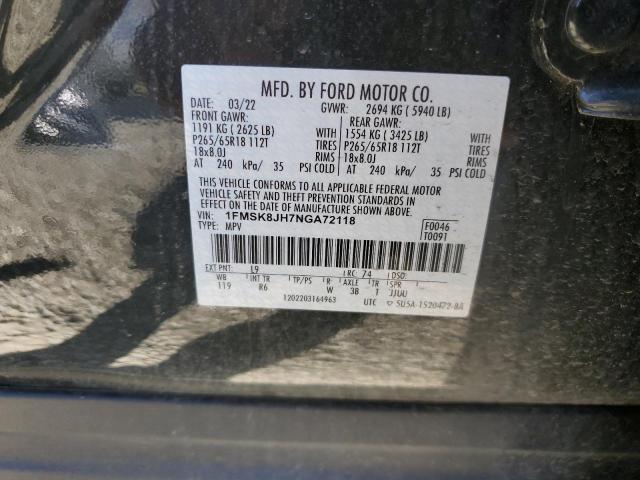 MFD. BY FORD MOTOR CO.
DATE: 03/22 GVWR: 2694 KG ( 5940 LB)
FRONT GAWR: REAR GAWR:
1191 KG ( 2625 LB) WITH 1554 KG ( 3425 LB) WITH
P265/65R18 112T TIRES P265/65R18 112T TIRES
18x8.0J RIMS 18x8.0J RIMS
AT 240 kPa/ 35 PSI COLD AT 240 kPa/ 35 PSI COLD
THIS VEHICLE CONFORMS TO ALL APPLICABLE FEDERAL MOTOR
VEHICLE SAFETY AND THEFT PREVENTION STANDARDS IN
EFFECT ON THE DATE OF MANUFACTURE SHOWN ABOVE.
VIN: 1FMSK8JH7NGA72118 F0046
TYPE: MPV T0091
EXT PNT: L9 RC: 74 DSO:
WB INT TR TP/PS R AXLE TR SPR
119 R6 W 3B 1 JJUU
1202203164963 UTC 5U5A-1520472-BA